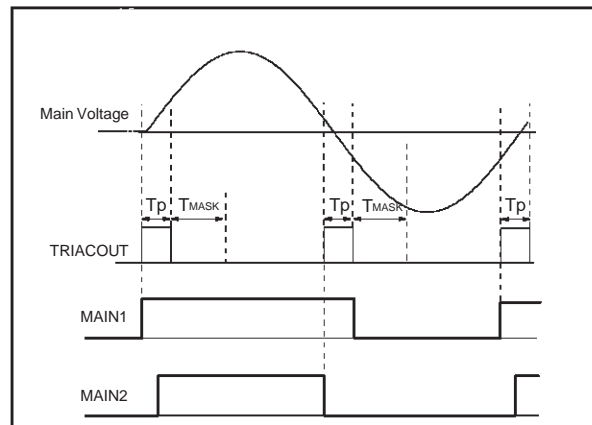 Main Voltage
Tp TMASK Tp TMASK Tp
TRIACOUT
MAIN1
MAIN2